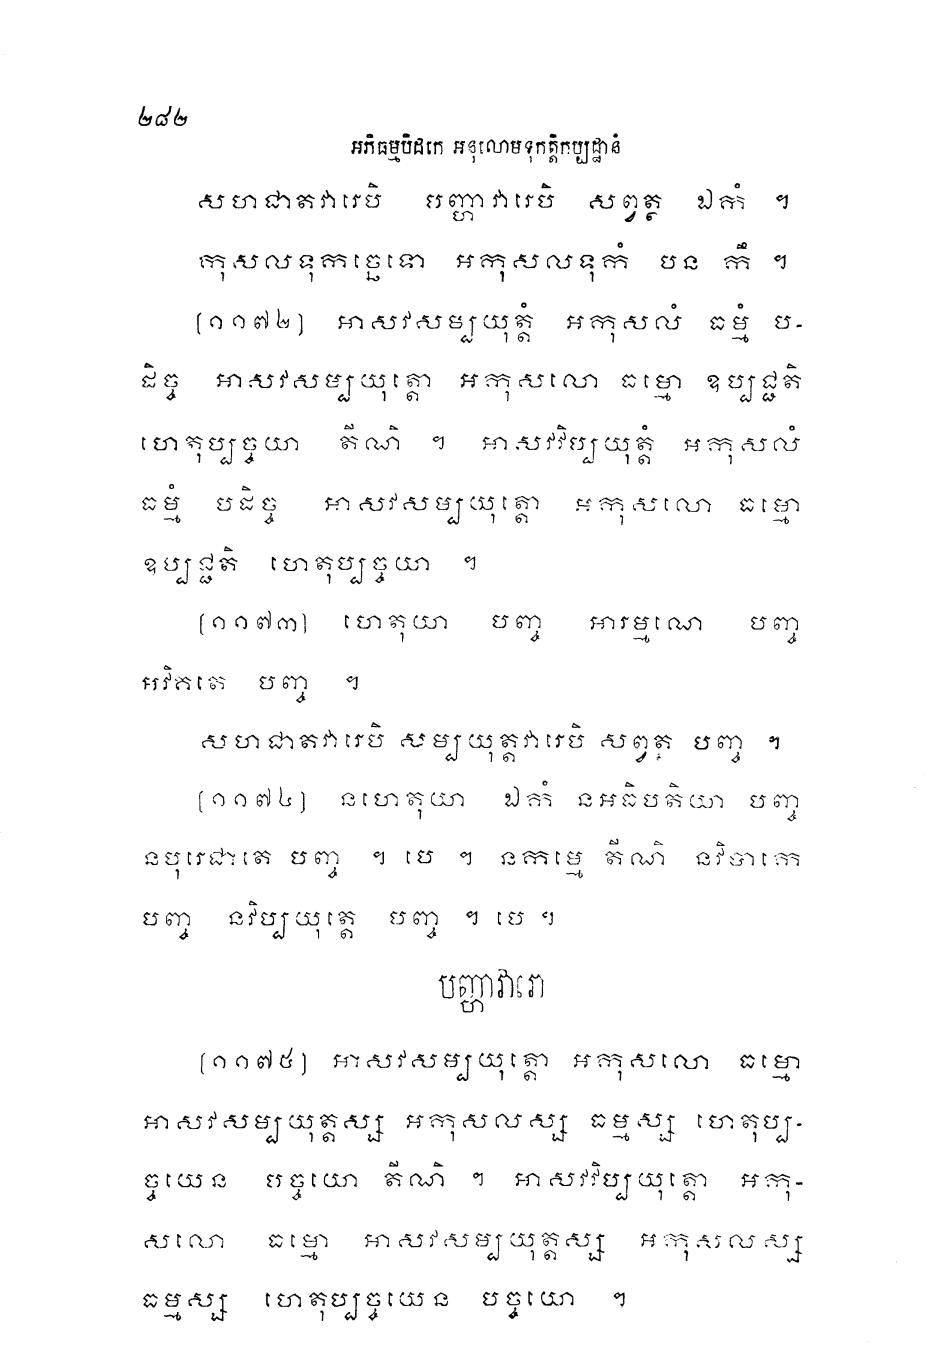 ២៨២
អភិធម្មបិដកេ អនុលោមទុកត្តិកប្បដ្ឋានំ
សហជាតវារេបិ បញ្ហាវារេបិ សព្វត្ថ ឯកំ ។
កុសលទុកច្ឆេទោ អកុសលទុកំ បន កឹ ។
[១១៧២] អាសវសម្បយុត្តំ អកុសលំ ធម្មំ ប-
ដិច្ច អាសវសម្បយុត្តោ អកុសលោ ធម្មោ ឧប្បជ្ជតិ
ហេតុប្បច្ចយា តីណិ ។ អាសវវិប្បយុត្តំ អកុសលំ
ធម្មំ បដិច្ច អាសវសម្បយុត្តោ អកុសលោ ធម្មោ
ឧប្បជ្ជតិ ហេតុប្បច្ចយា ។
[១១៧៣] ហេតុយា បញ្ច អារម្មណេ បញ្ច
អវិគតេ បញ្ច ។
សហជាតវារេបិ សម្បយុត្តវារេបិ សព្វត្ថ បញ្ច ។
[១១៧៤] នហេតុយា ឯកំ នអធិបតិយា បញ្ច
នបុរេជាតេ បញ្ច ។ បេ ។ នកម្មេ តីណិ នវិបាកេ
បញ្ច នវិប្បយុត្តេ បញ្ច ។ បេ ។
បញ្ហាវារោ
[១១៧៥] អាសវសម្បយុត្តោ អកុសលោ ធម្មោ
អាសវសម្បយុត្តស្ស អកុសលស្ស ធម្មស្ស ហេតុប្ប-
ច្ចយេន បច្ចយោ តីណិ ។ អាសវវិប្បយុត្តោ អកុ-
សលោ ធម្មោ អាសវសម្បយុត្តស្ស អកុសលស្ស
ធម្មស្ស ហេតុប្បច្ចយេន បច្ចយោ ។